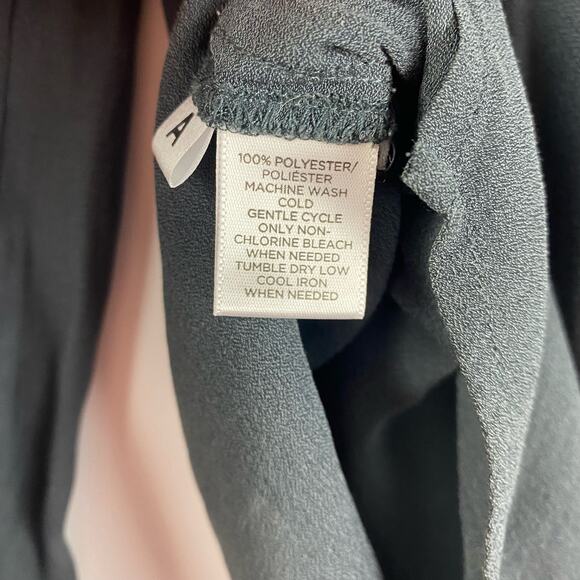 A
100% POLYESTER/
POLIÉSTER
MACHINE WASH
COLD
GENTLE CYCLE
ONLY NON-
CHLORINE BLEACH
WHEN NEEDED
TUMBLE DRY LOW
COOL IRON
WHEN NEEDED